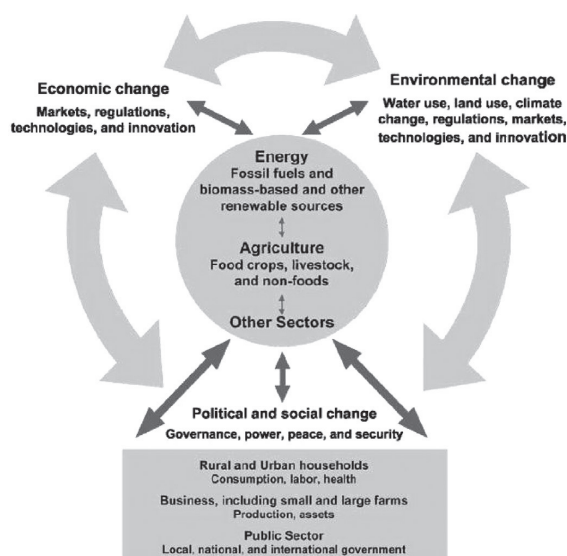 Economic change
Markets, regulations,
technologies, and innovation
Environmental change
Water use, land use, climate
change, regulations, markets,
technologies, and innovation
Energy
Fossil fuels and
biomass-based and other
renewable sources
Agriculture
Food crops, livestock,
and non-foods
Other Sectors
Political and social change
Governance, power, peace, and security
Rural and Urban households
Consumption, labor, health
Business, including small and large farms
Production, assets
Public Sector
Local, national, and international government